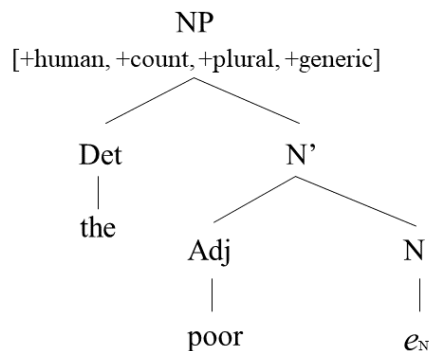 NP
[+human, +count, +plural, +generic]
Det N’
the
Adj N
poor eN